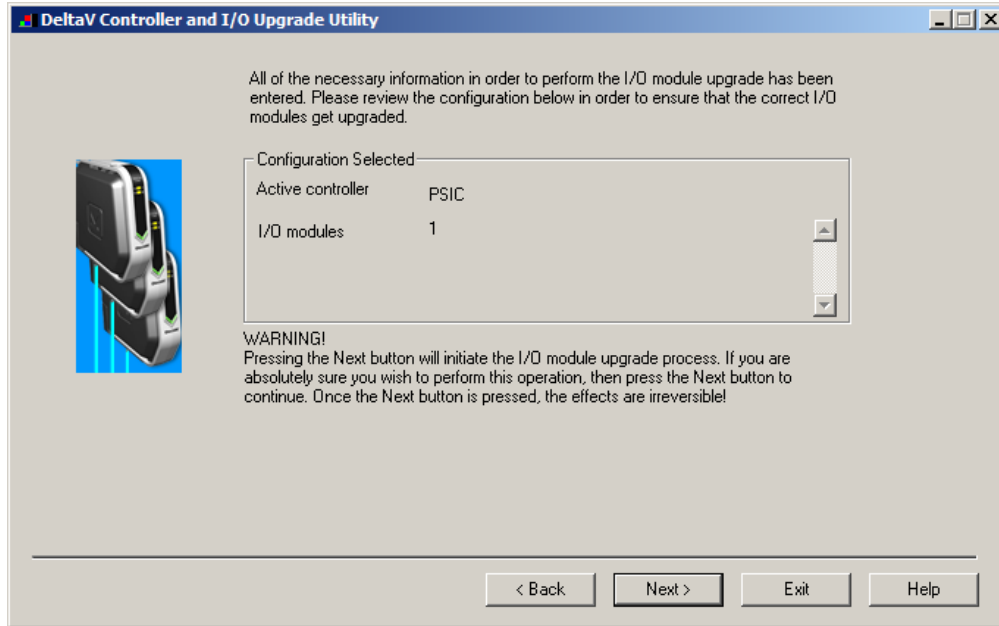 DeltaV Controller and I/O Upgrade Utility
All of the necessary information in order to perform the I/O module upgrade has been
entered. Please review the configuration below in order to ensure that the correct I/O
modules get upgraded.
Configuration Selected
Active controller PSIC
I/O modules 1
WARNING!
Pressing the Next button will initiate the I/O module upgrade process. If you are
absolutely sure you wish to perform this operation, then press the Next button to
continue. Once the Next button is pressed, the effects are irreversible!
< Back Next > Exit Help